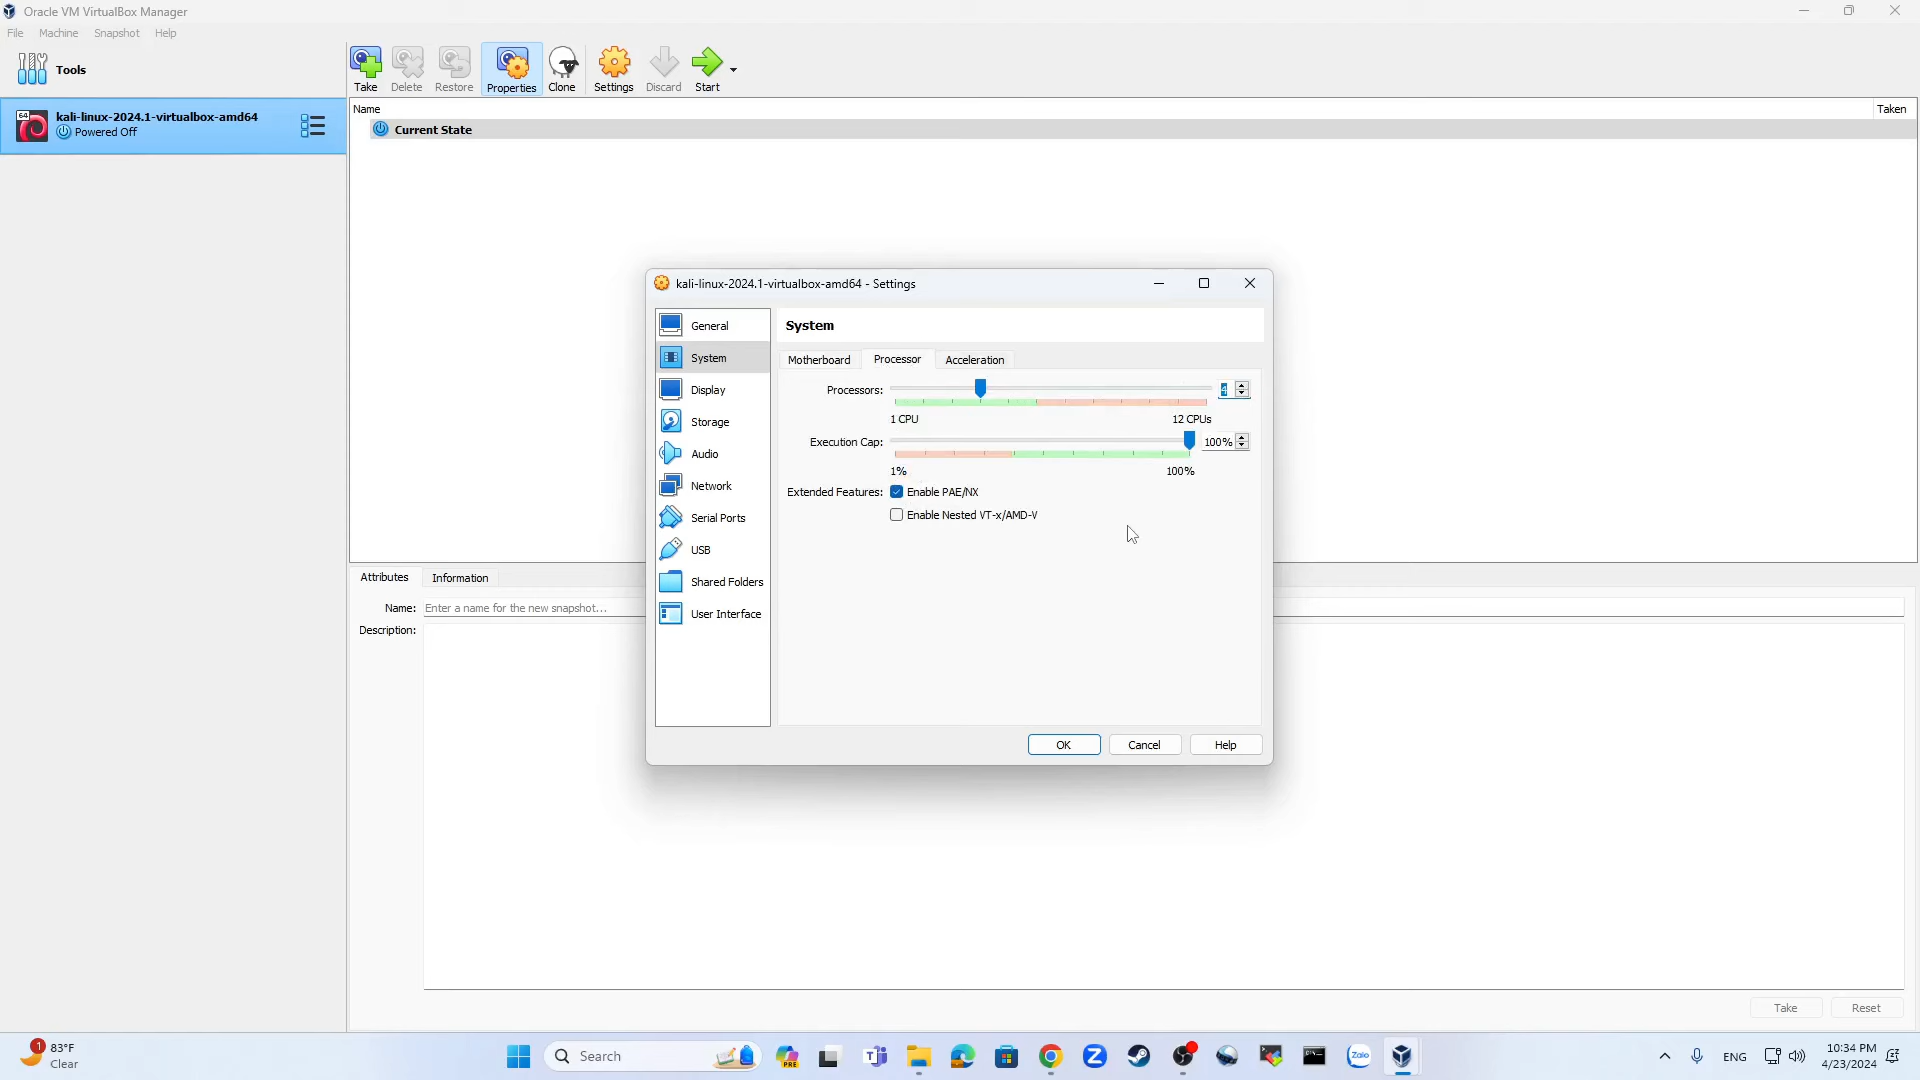 Oracle VM VirtualBox Manager
File Machine Snapshot Help
Tools
Take Delete Restore Properties Clone Settings Discard Start
64
kali-linux-2024.1-virtualbox-amd64
Powered Off
Name Taken
Current State
kali-linux-2024.1-virtualbox-amd64 - Settings
General
System
Display
Storage
Audio
Network
Serial Ports
USB
Shared Folders
User Interface
System
Motherboard Processor Acceleration
Processors: 4
1 CPU 12 CPUs
Execution Cap: 100%
1% 100%
Extended Features: Enable PAE/NX
Enable Nested VT-x/AMD-V
OK Cancel Help
Attributes Information
Name: Enter a name for the new snapshot...
Description:
Take Reset
1
83°F
Clear
Search
PRE
Zalo
ENG
10:34 PM
4/23/2024